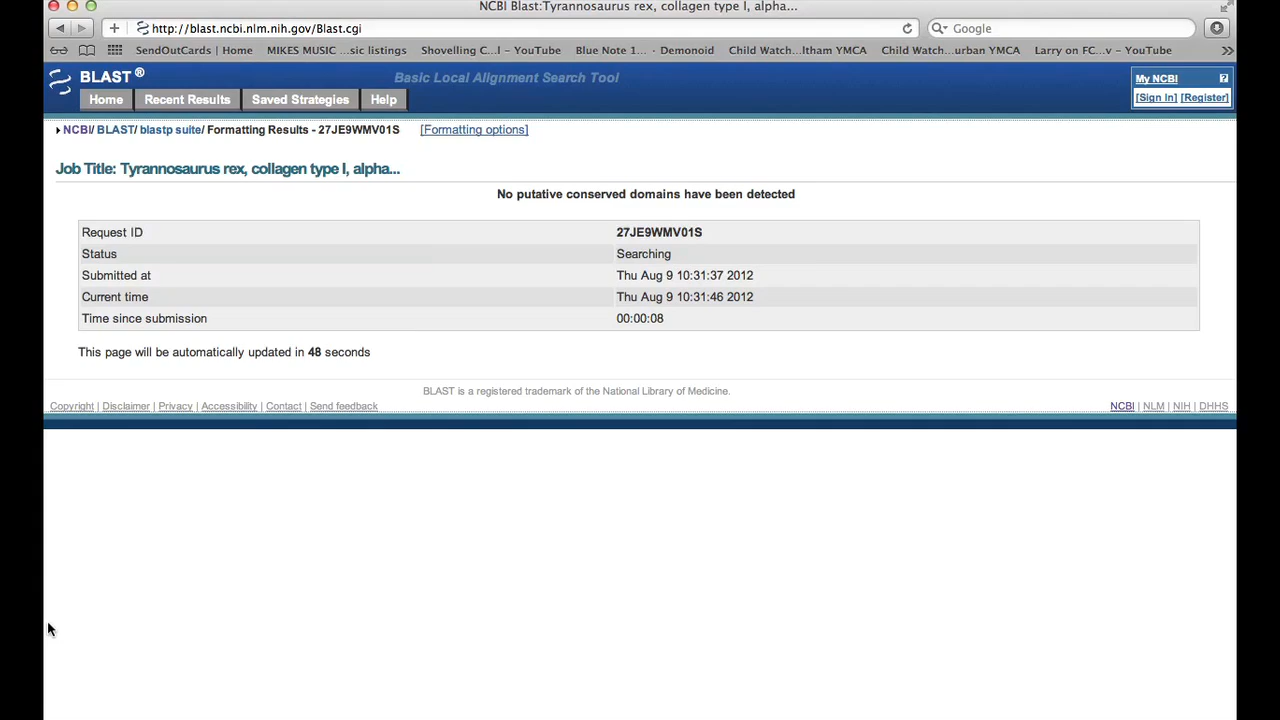 NCBI Blast:Tyrannosaurus rex, collagen type I, alpha...
http://blast.ncbi.nlm.nih.gov/Blast.cgi
Google
SendOutCards | Home MIKES MUSIC ...sic listings Shovelling C...l - YouTube Blue Note 1... - Demonoid Child Watch...ltham YMCA Child Watch...urban YMCA Larry on FC...v - YouTube
BLAST ®
Basic Local Alignment Search Tool
My NCBI ?
[Sign In] [Register]
Home Recent Results Saved Strategies Help
NCBI/ BLAST/ blastp suite/ Formatting Results - 27JE9WMV01S [Formatting options]
Job Title: Tyrannosaurus rex, collagen type I, alpha...
No putative conserved domains have been detected
Request ID 27JE9WMV01S
Status Searching
Submitted at Thu Aug 9 10:31:37 2012
Current time Thu Aug 9 10:31:46 2012
Time since submission 00:00:08
This page will be automatically updated in 48 seconds
BLAST is a registered trademark of the National Library of Medicine.
Copyright | Disclaimer | Privacy | Accessibility | Contact | Send feedback
NCBI | NLM | NIH | DHHS